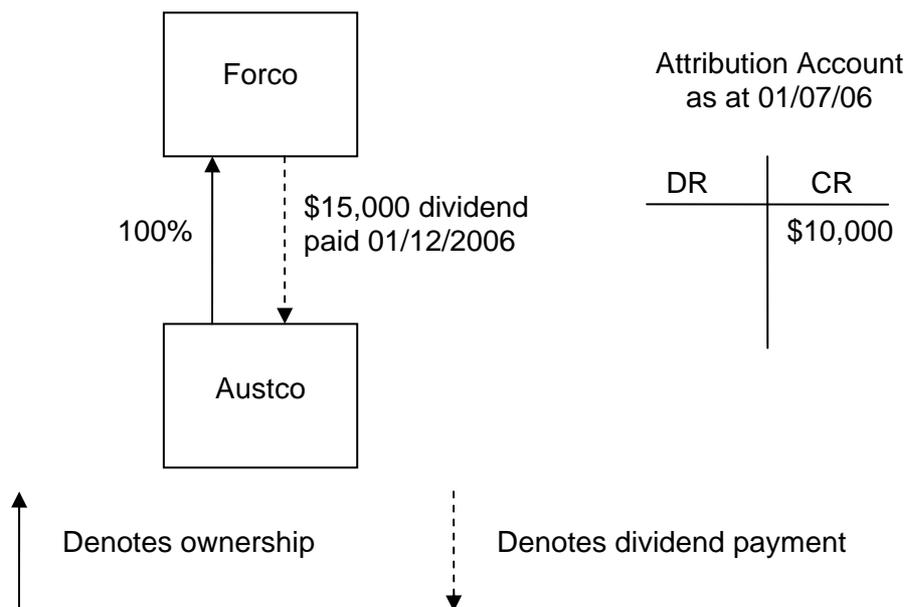 Forco
Attribution Account
as at 01/07/06
DR CR
$10,000
100%
$15,000 dividend
paid 01/12/2006
Austco
Denotes ownership
Denotes dividend payment